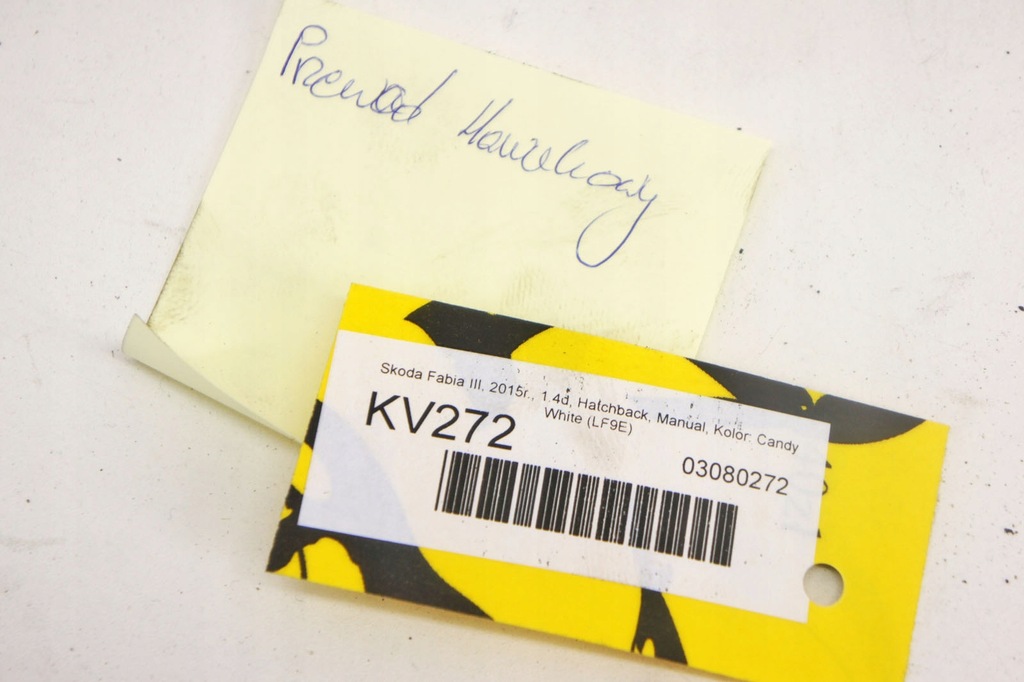 Przewód Hamulcowy
Skoda Fabia III, 2015r., 1.4d, Hatchback, Manual, Kolor: Candy
White (LF9E)
KV272
03080272